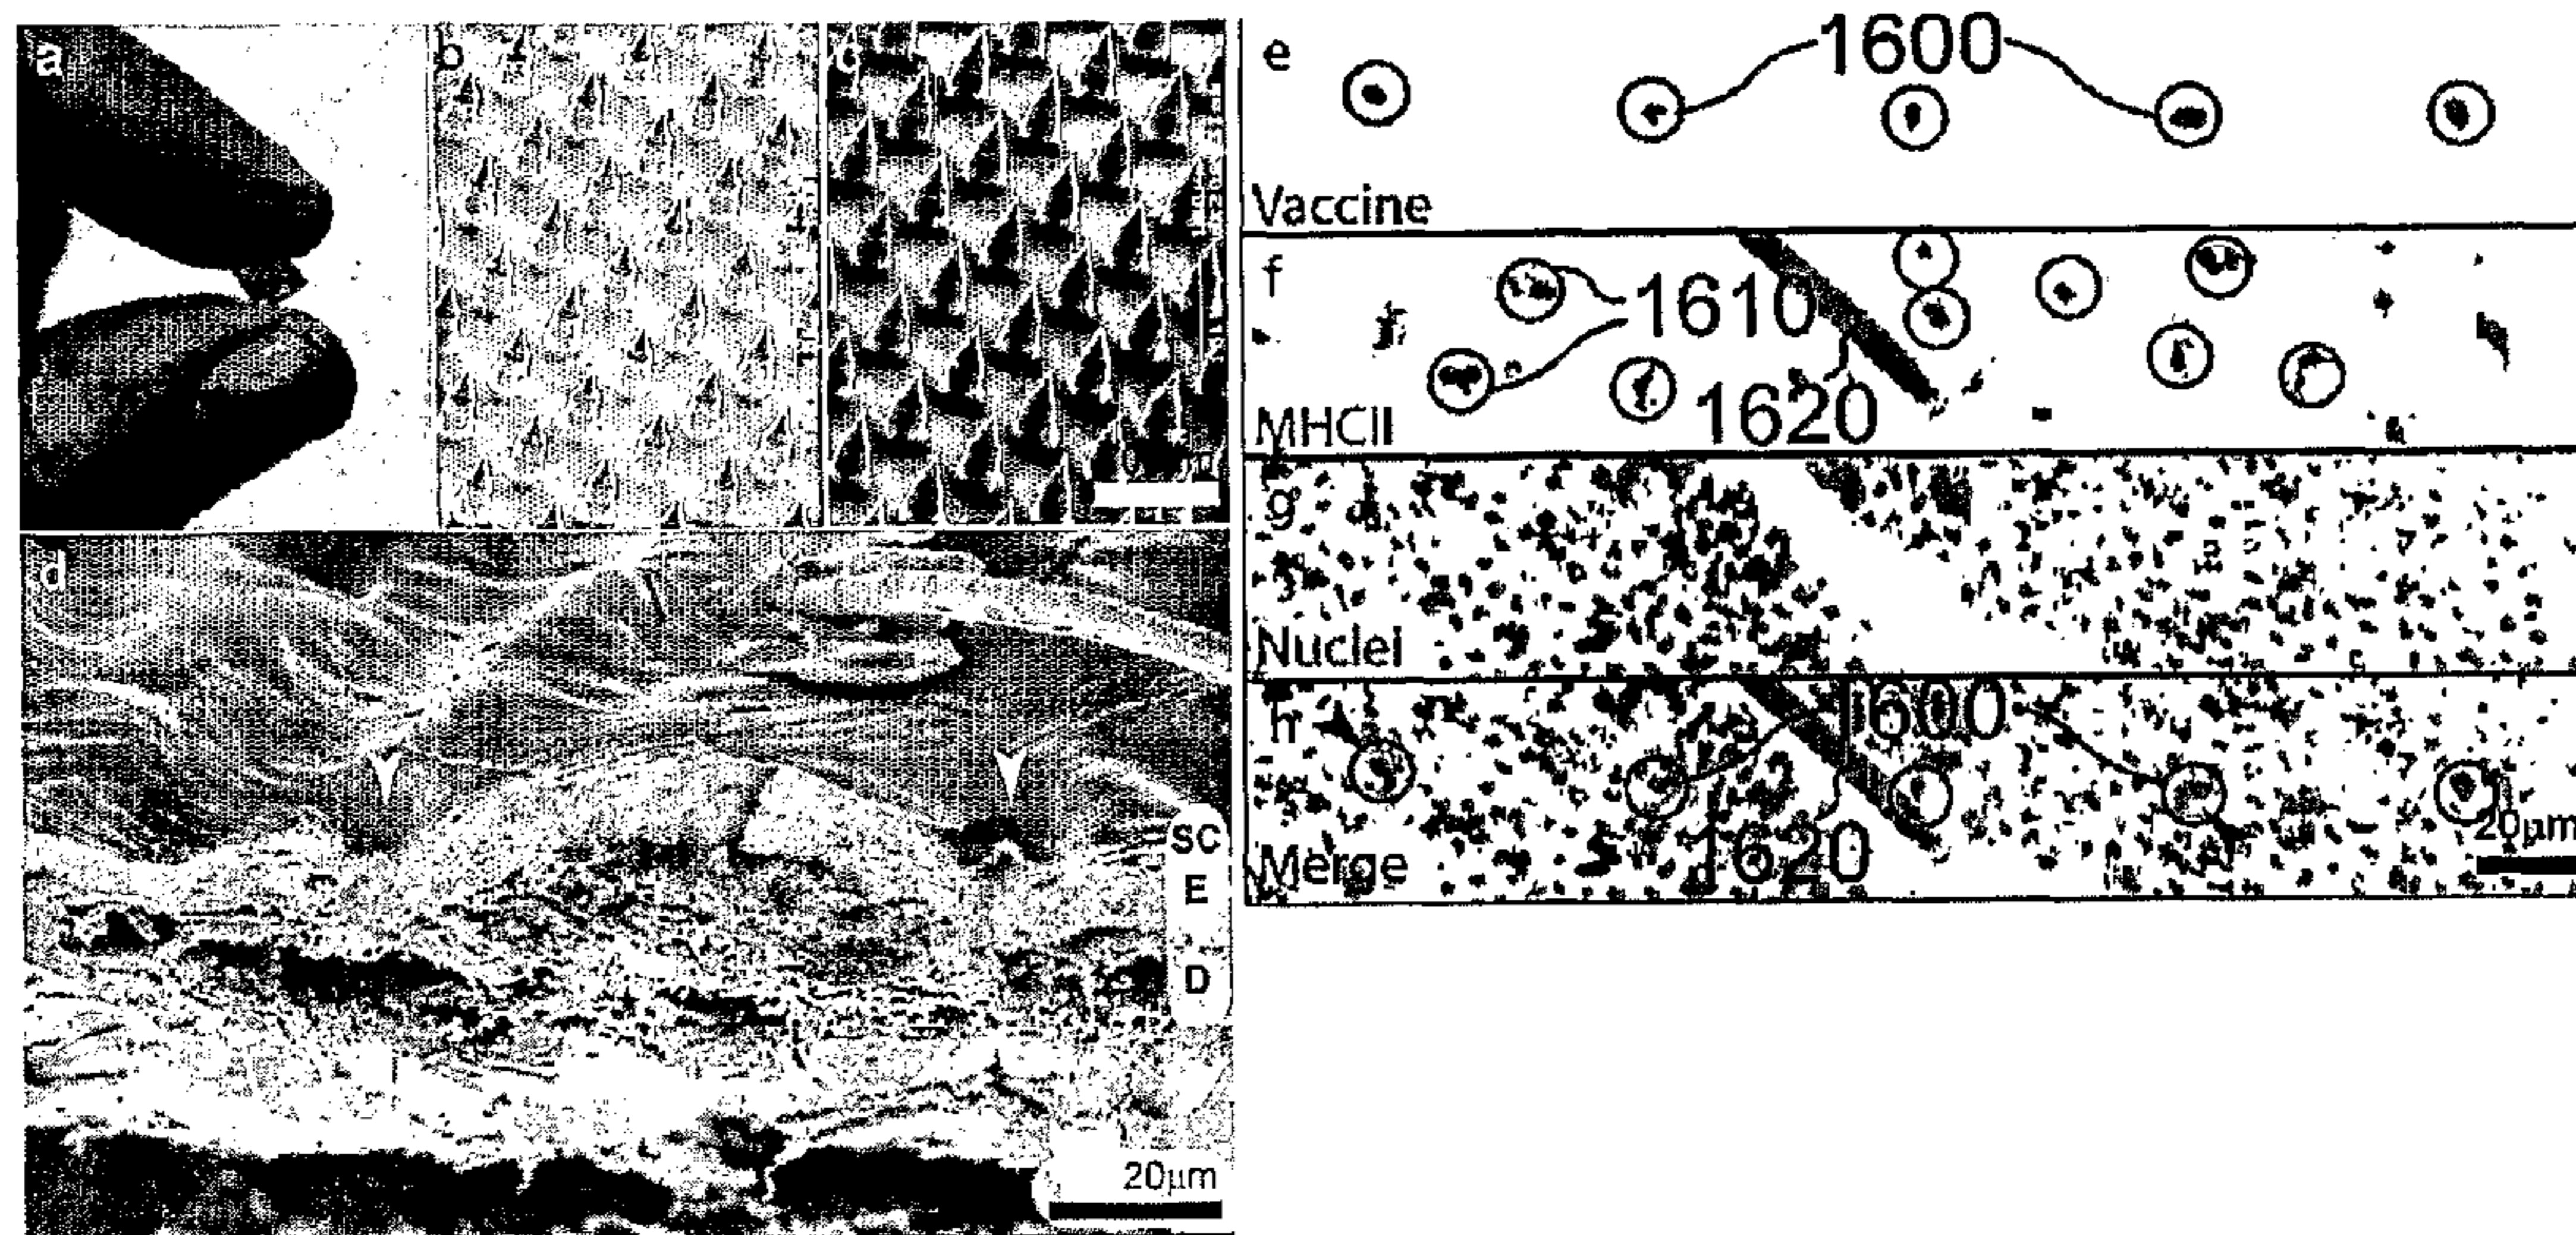 a
b
c
d
SC
E
D
20µm
e
1600
Vaccine
f
1610
1620
MHCII
g
Nuclei
h
1600
1620
Merge
20µm